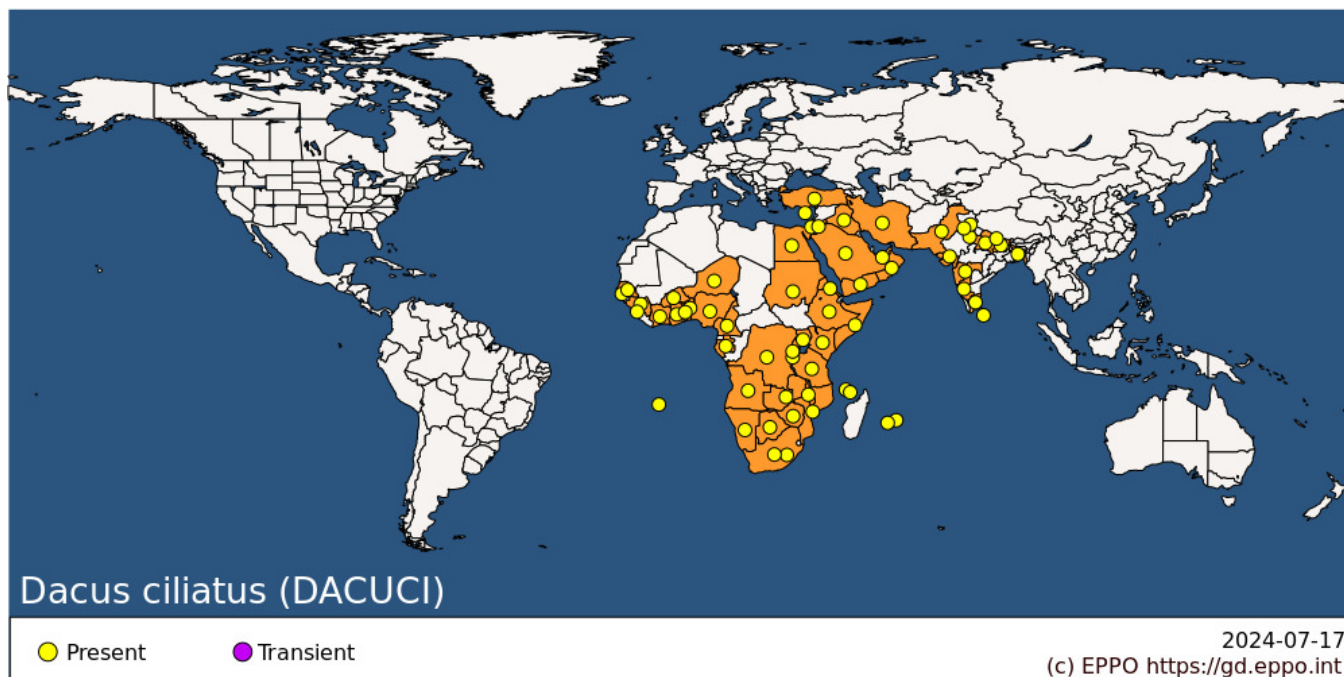 Dacus ciliatus (DACUCI)
Present
Transient
2024-07-17
(c) EPPO https://gd.eppo.int